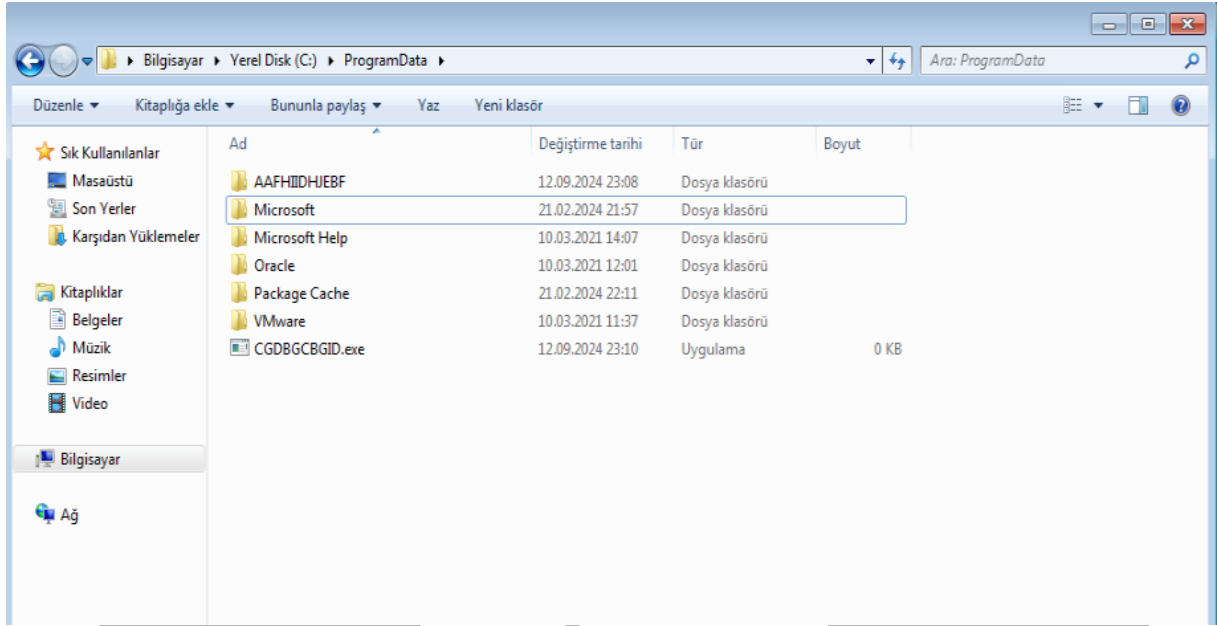 Bilgisayar Yerel Disk (C:) ProgramData Ara: ProgramData
Düzenle Kitaplığa ekle Bununla paylaş Yaz Yeni klasör
Ad Değiştirme tarihi Tür Boyut
Sık Kullanılanlar
Masaüstü
Son Yerler
Karşıdan Yüklemeler
Kitaplıklar
Belgeler
Müzik
Resimler
Video
Bilgisayar
Ağ
AAFHIIDHJEBF 12.09.2024 23:08 Dosya klasörü
Microsoft 21.02.2024 21:57 Dosya klasörü
Microsoft Help 10.03.2021 14:07 Dosya klasörü
Oracle 10.03.2021 12:01 Dosya klasörü
Package Cache 21.02.2024 22:11 Dosya klasörü
VMware 10.03.2021 11:37 Dosya klasörü
CGDBGCBGID.exe 12.09.2024 23:10 Uygulama 0 KB